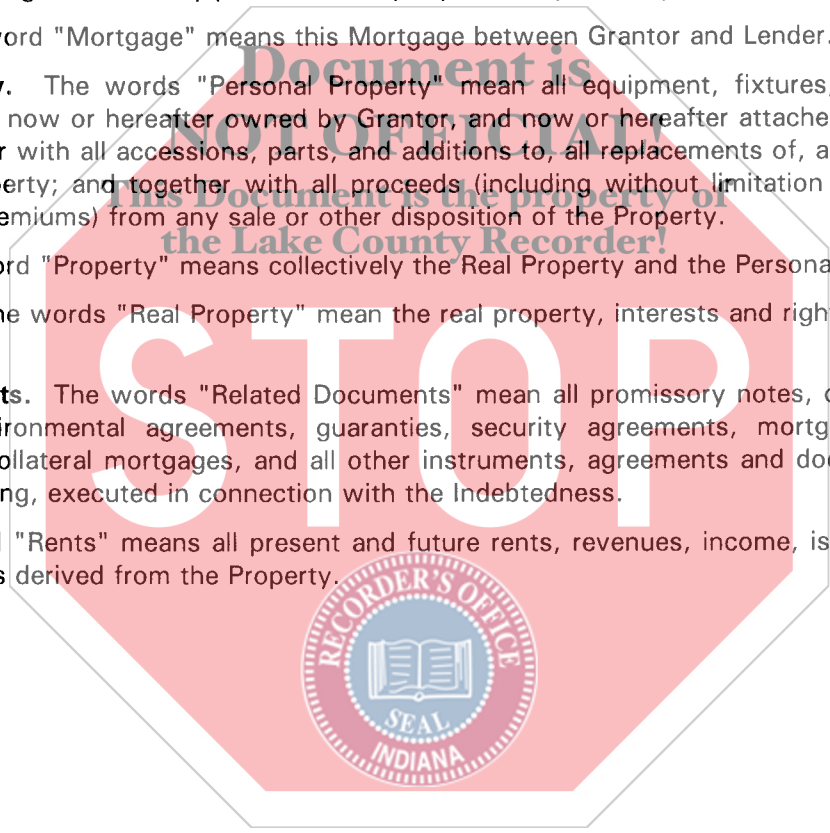 word "Mortgage" means this Mortgage between Grantor and Lender.
Document is
y. The words "Personal Property" mean all equipment, fixtures,
now or hereafter owned by Grantor, and now or hereafter attache
NOT OFFICIAL!
r with all accessions, parts, and additions to, all replacements of, a
erty; and together with all proceeds (including without limitation
This Document is the property of
emiums) from any sale or other disposition of the Property.
the Lake County Recorder!
ord "Property" means collectively the Real Property and the Persona
he words "Real Property" mean the real property, interests and righ
STOP
ts. The words "Related Documents" mean all promissory notes, c
ironmental agreements, guaranties, security agreements, mortg
ollateral mortgages, and all other instruments, agreements and do
ng, executed in connection with the Indebtedness.
"Rents" means all present and future rents, revenues, income, is
s derived from the Property.
RECORDER'S OFFICE
SEAL
INDIANA